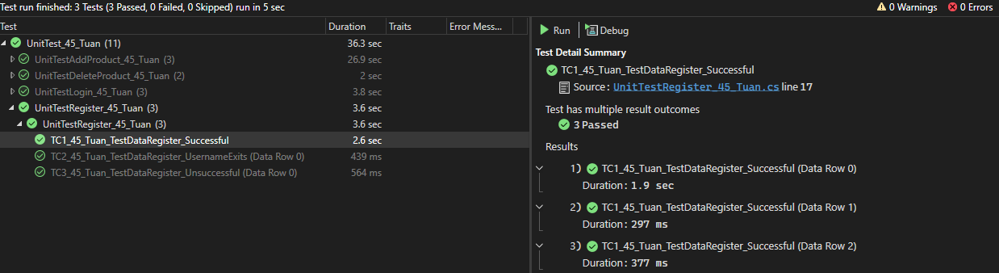 Test run finished: 3 Tests (3 Passed, 0 Failed, 0 Skipped) run in 5 sec
0 Warnings
0 Errors
Test Duration Traits Error Mess...
UnitTest_45_Tuan (11) 36.3 sec
UnitTestAddProduct_45_Tuan (3) 26.9 sec
UnitTestDeleteProduct_45_Tuan (2) 2 sec
UnitTestLogin_45_Tuan (3) 3.8 sec
UnitTestRegister_45_Tuan (3) 3.6 sec
UnitTestRegister_45_Tuan (3) 3.6 sec
TC1_45_Tuan_TestDataRegister_Successful 2.6 sec
TC2_45_Tuan_TestDataRegister_UsernameExits (Data Row 0) 439 ms
TC3_45_Tuan_TestDataRegister_Unsuccessful (Data Row 0) 564 ms
Run Debug
Test Detail Summary
TC1_45_Tuan_TestDataRegister_Successful
Source: UnitTestRegister_45_Tuan.cs line 17
Test has multiple result outcomes
3 Passed
Results
1) TC1_45_Tuan_TestDataRegister_Successful (Data Row 0)
Duration: 1.9 sec
2) TC1_45_Tuan_TestDataRegister_Successful (Data Row 1)
Duration: 297 ms
3) TC1_45_Tuan_TestDataRegister_Successful (Data Row 2)
Duration: 377 ms